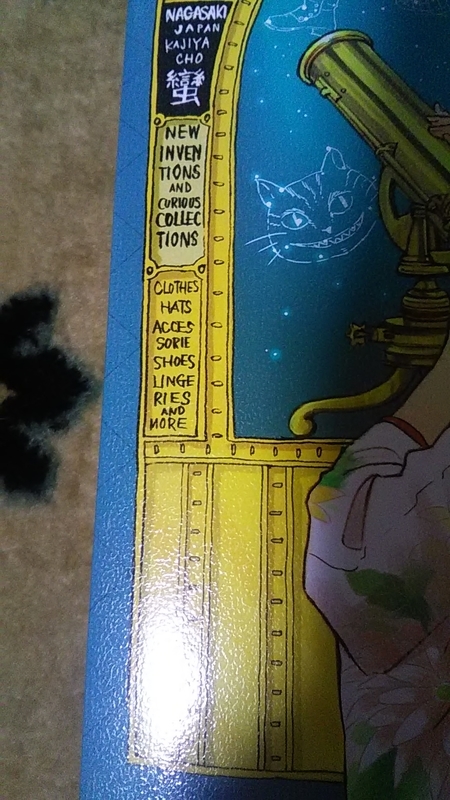 NAGASAKI
JAPAN
KAJIYA
CHO
蠻
NEW
INVEN
TIONS
AND
CURIOUS
COLLEC
TIONS
CLOTHES
HATS
ACCES
SORIE
SHOES
LINGE
RIES
AND
MORE